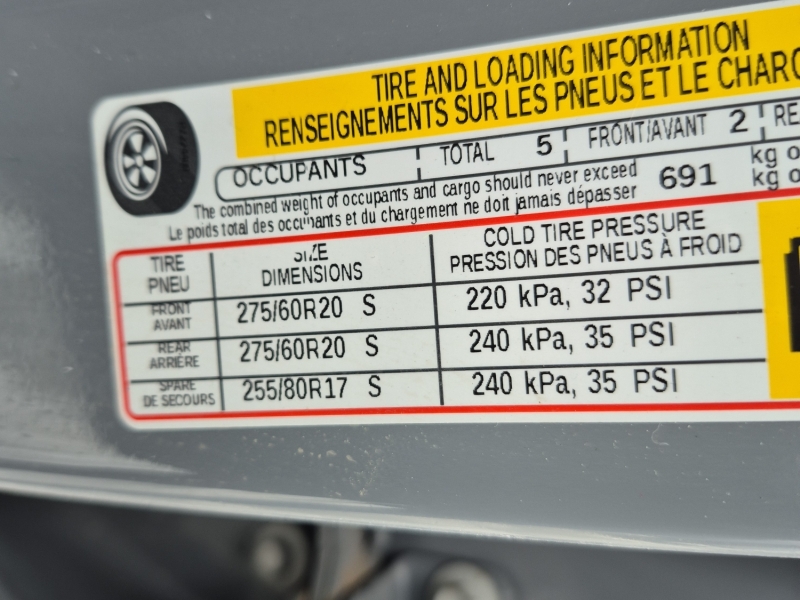 TIRE AND LOADING INFORMATION
RENSEIGNEMENTS SUR LES PNEUS ET LE
OCCUPANTS TOTAL 5 FRONT/AVANT 2
The combined weight of occupants and cargo should never exceed 691 kg
Le poids total des occupants et du chargement ne doit jamais dépasser kg
TIRE PNEU
SIZE DIMENSIONS
COLD TIRE PRESSURE
PRESSION DES PNEUS À FROID
FRONT AVANT 275/60R20 S 220 kPa, 32 PSI
REAR ARRIÈRE 275/60R20 S 240 kPa, 35 PSI
SPARE DE SECOURS 255/80R17 S 240 kPa, 35 PSI